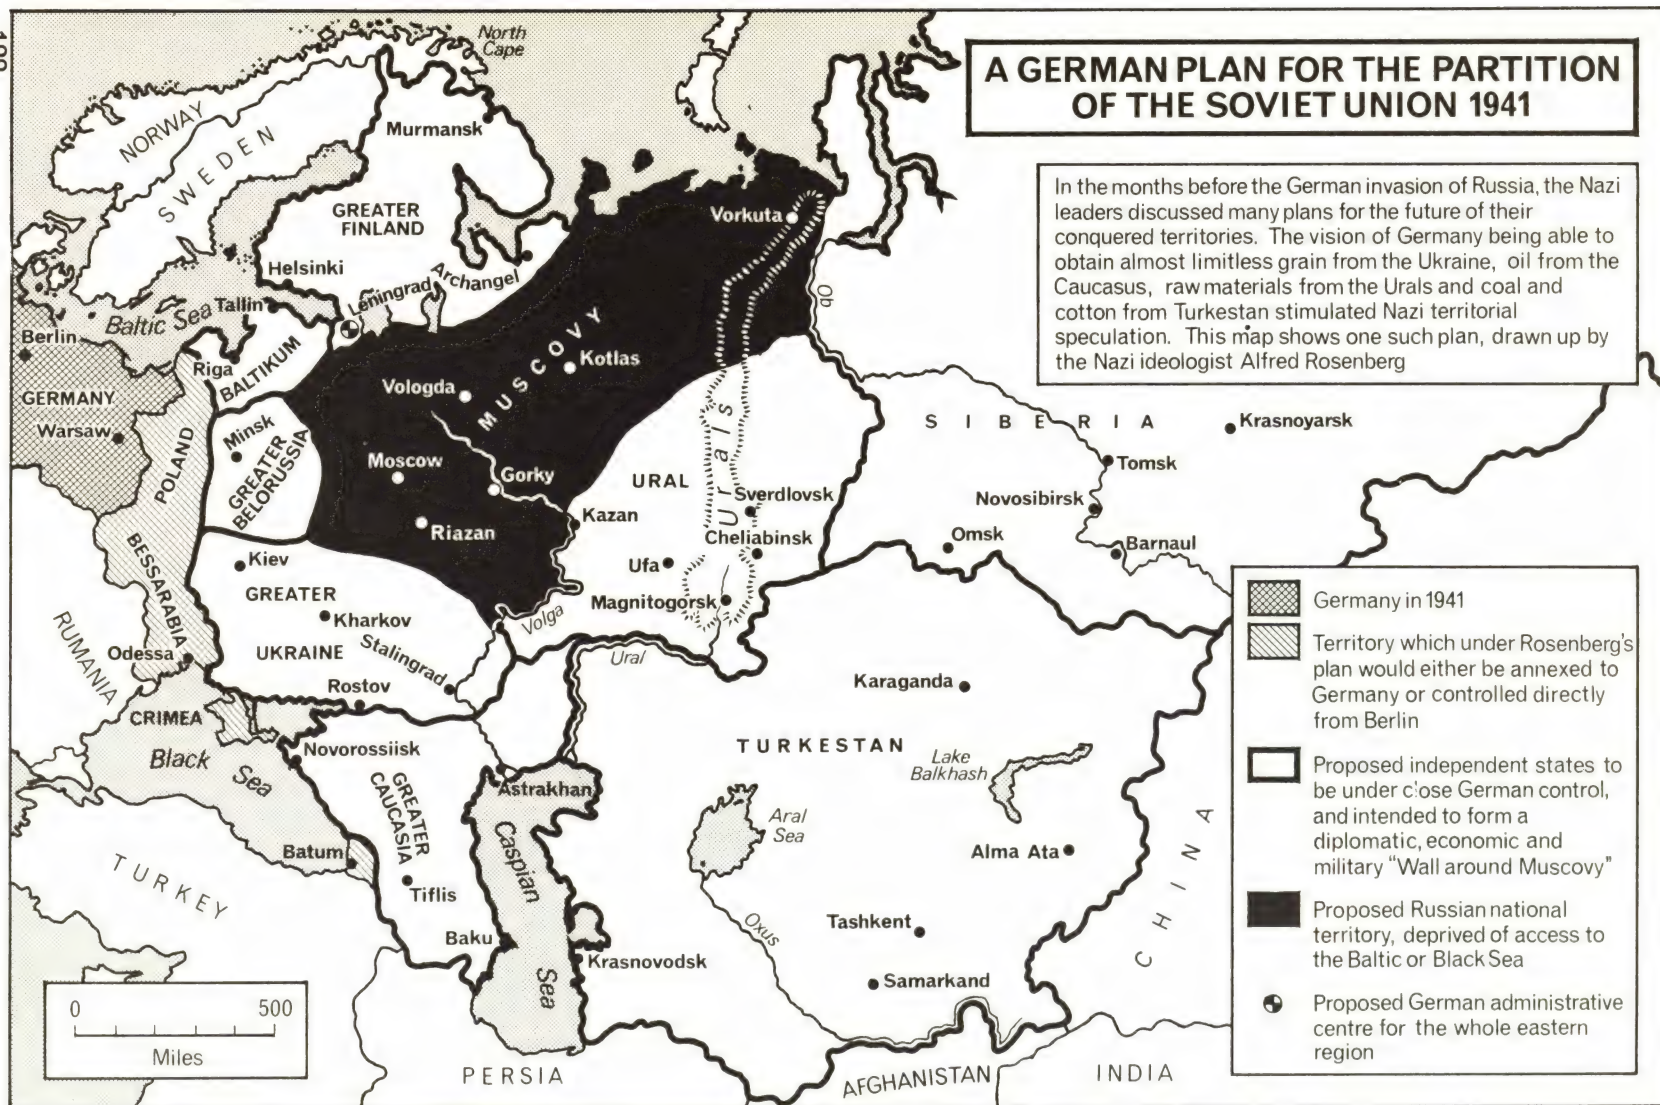 A GERMAN PLAN FOR THE PARTITION
OF THE SOVIET UNION 1941
In the months before the German invasion of Russia, the Nazi
leaders discussed many plans for the future of their
conquered territories. The vision of Germany being able to
obtain almost limitless grain from the Ukraine, oil from the
Caucasus, raw materials from the Urals and coal and
cotton from Turkestan stimulated Nazi territorial
speculation. This map shows one such plan, drawn up by
the Nazi ideologist Alfred Rosenberg
North
Cape
NORWAY
SWEDEN
Murmansk
GREATER
FINLAND
Vorkuta
Helsinki
Archangel
Leningrad
Tallin
Baltic Sea
Ob
Berlin
Riga
BALTIKUM
MUSCOVY
Kotlas
Vologda
GERMANY
Warsaw
POLAND
Minsk
GREATER
BELORUSSIA
Moscow
Gorky
Riazan
Urals
URAL
Sverdlovsk
Kazan
Cheliabinsk
Ufa
Magnitogorsk
SIBERIA
Krasnoyarsk
Tomsk
Novosibirsk
Omsk
Barnaul
BESSARABIA
Kiev
GREATER
Kharkov
UKRAINE
Stalingrad
Volga
Ural
RUMANIA
Odessa
Rostov
CRIMEA
Black
Sea
Novorossiisk
GREATER
CAUCASIA
Astrakhan
Caspian
Sea
Karaganda
TURKESTAN
Lake
Balkhash
Aral
Sea
Alma Ata
CHINA
Batum
Tiflis
TURKEY
Baku
Krasnovodsk
Oxus
Tashkent
Samarkand
PERSIA
AFGHANISTAN
INDIA
0 500
Miles
Germany in 1941
Territory which under Rosenberg's
plan would either be annexed to
Germany or controlled directly
from Berlin
Proposed independent states to
be under close German control,
and intended to form a
diplomatic, economic and
military “Wall around Muscovy”
Proposed Russian national
territory, deprived of access to
the Baltic or Black Sea
Proposed German administrative
centre for the whole eastern
region